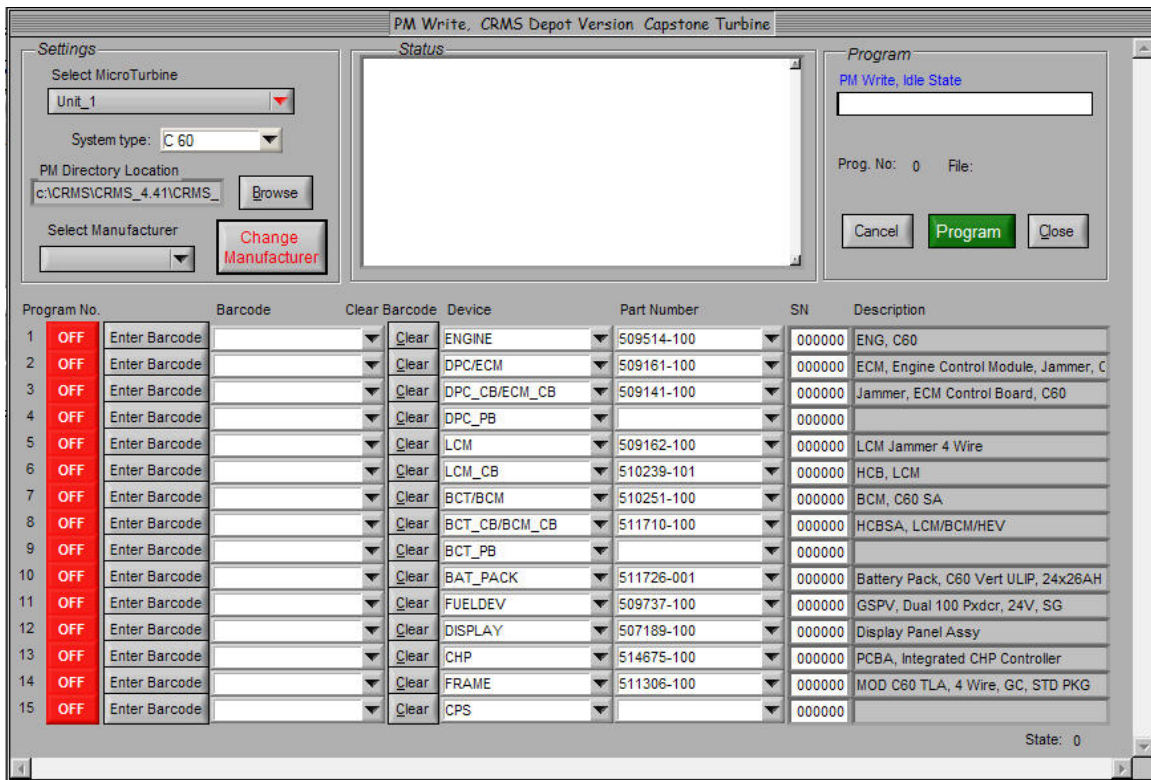 PM Write, CRMS Depot Version Capstone Turbine
Settings
Select MicroTurbine
Unit_1
System type: C 60
PM Directory Location
c:\CRMS\CRMS_4.41\CRMS_
Browse
Select Manufacturer
Change
Manufacturer
Status
Program
PM Write, Idle State
Prog. No: 0 File:
Cancel Program Close
Program No. Barcode Clear Barcode Device Part Number SN Description
1 OFF Enter Barcode Clear ENGINE 509514-100 000000 ENG, C60
2 OFF Enter Barcode Clear DPC/ECM 509161-100 000000 ECM, Engine Control Module, Jammer, C
3 OFF Enter Barcode Clear DPC_CB/ECM_CB 509141-100 000000 Jammer, ECM Control Board, C60
4 OFF Enter Barcode Clear DPC_PB 000000
5 OFF Enter Barcode Clear LCM 509162-100 000000 LCM Jammer 4 Wire
6 OFF Enter Barcode Clear LCM_CB 510239-101 000000 HCB, LCM
7 OFF Enter Barcode Clear BCT/BCM 510251-100 000000 BCM, C60 SA
8 OFF Enter Barcode Clear BCT_CB/BCM_CB 511710-100 000000 HCBSA, LCM/BCM/HEV
9 OFF Enter Barcode Clear BCT_PB 000000
10 OFF Enter Barcode Clear BAT_PACK 511726-001 000000 Battery Pack, C60 Vert ULIP, 24x26AH
11 OFF Enter Barcode Clear FUELDEV 509737-100 000000 GSPV, Dual 100 Pxdcr, 24V, SG
12 OFF Enter Barcode Clear DISPLAY 507189-100 000000 Display Panel Assy
13 OFF Enter Barcode Clear CHP 514675-100 000000 PCBA, Integrated CHP Controller
14 OFF Enter Barcode Clear FRAME 511306-100 000000 MOD C60 TLA, 4 Wire, GC, STD PKG
15 OFF Enter Barcode Clear CPS 000000
State: 0